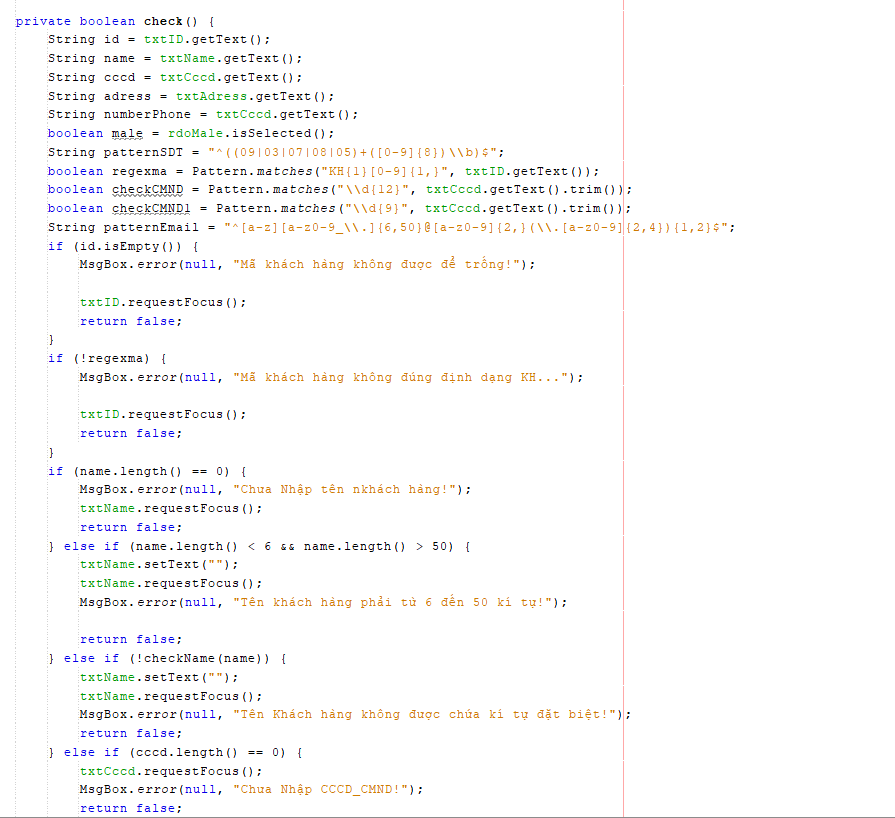 private boolean check() {
String id = txtID.getText();
String name = txtName.getText();
String cccd = txtCccd.getText();
String adress = txtAdress.getText();
String numberPhone = txtCccd.getText();
boolean male = rdoMale.isSelected();
String patternSDT = "^((09|03|07|08|05)+([0-9]{8})\\b)$";
boolean regexma = Pattern.matches("KH{1}[0-9]{1,}", txtID.getText());
boolean checkCMND = Pattern.matches("\\d{12}", txtCccd.getText().trim());
boolean checkCMND1 = Pattern.matches("\\d{9}", txtCccd.getText().trim());
String patternEmail = "^[a-z][a-z0-9_\\.]{6,50}@[a-z0-9]{2,}(\\.[a-z0-9]{2,4}){1,2}$";
if (id.isEmpty()) {
MsgBox.error(null, "Mã khách hàng không được để trống!");
txtID.requestFocus();
return false;
}
if (!regexma) {
MsgBox.error(null, "Mã khách hàng không đúng định dạng KH...");
txtID.requestFocus();
return false;
}
if (name.length() == 0) {
MsgBox.error(null, "Chưa Nhập tên nkhách hàng!");
txtName.requestFocus();
return false;
} else if (name.length() < 6 && name.length() > 50) {
txtName.setText("");
txtName.requestFocus();
MsgBox.error(null, "Tên khách hàng phải từ 6 đến 50 kí tự!");
return false;
} else if (!checkName(name)) {
txtName.setText("");
txtName.requestFocus();
MsgBox.error(null, "Tên Khách hàng không được chứa kí tự đặt biệt!");
return false;
} else if (cccd.length() == 0) {
txtCccd.requestFocus();
MsgBox.error(null, "Chưa Nhập CCCD_CMND!");
return false;